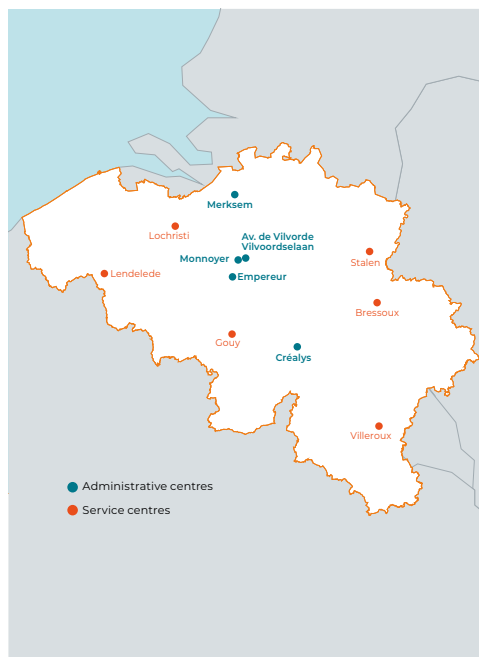 Merksem
Lochristi
Av. de Vilvorde
Vilvoordselaan
Monnoyer
Stalen
Lendelede
Empereur
Bressoux
Gouy
Créalys
Villeroux
Administrative centres
Service centres